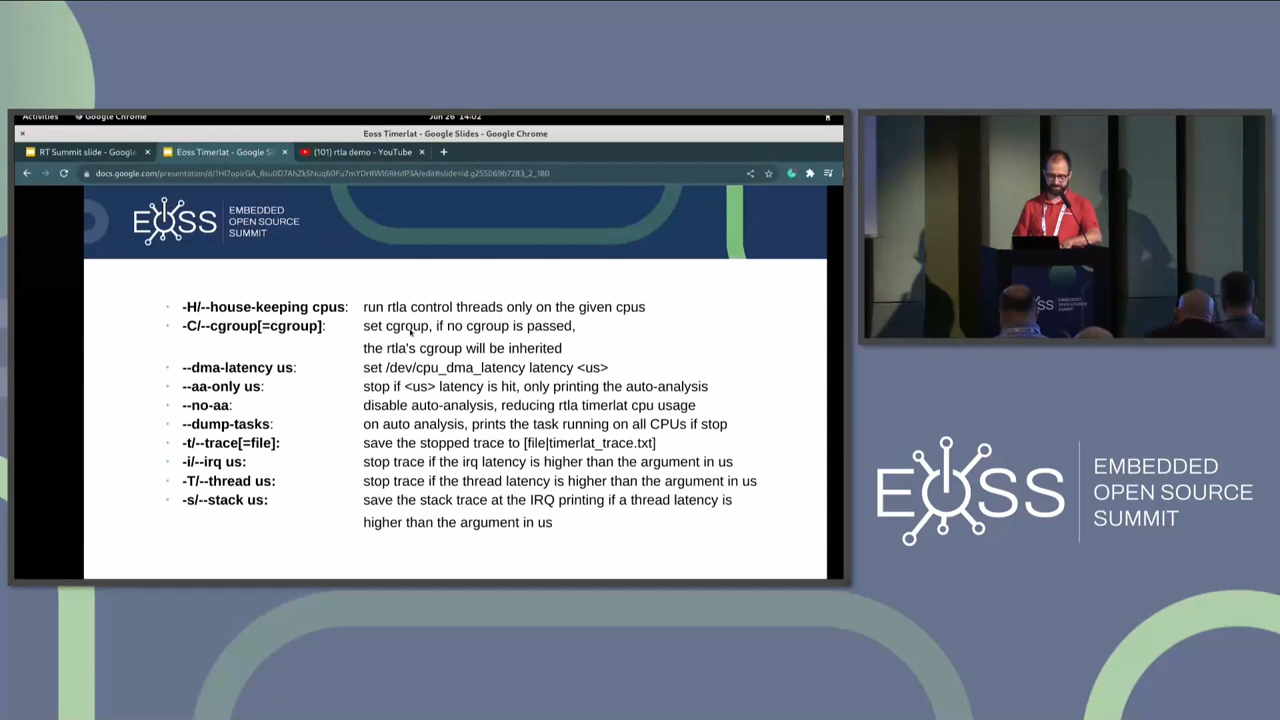 Activities Google Chrome Jun 26 14:02
Eoss Timerlat - Google Slides - Google Chrome
RT Summit slide - Google
Eoss Timerlat - Google Sl
(101) rtla demo - YouTube
EOSS EMBEDDED
OPEN SOURCE
SUMMIT
-H/--house-keeping cpus: run rtla control threads only on the given cpus
-C/--cgroup[=cgroup]: set cgroup, if no cgroup is passed,
the rtla's cgroup will be inherited
--dma-latency us: set /dev/cpu_dma_latency latency <us>
--aa-only us: stop if <us> latency is hit, only printing the auto-analysis
--no-aa: disable auto-analysis, reducing rtla timerlat cpu usage
--dump-tasks: on auto analysis, prints the task running on all CPUs if stop
-t/--trace[=file]: save the stopped trace to [file|timerlat_trace.txt]
-i/--irq us: stop trace if the irq latency is higher than the argument in us
-T/--thread us: stop trace if the thread latency is higher than the argument in us
-s/--stack us: save the stack trace at the IRQ printing if a thread latency is
higher than the argument in us
EOSS EMBEDDED
OPEN SOURCE
SUMMIT